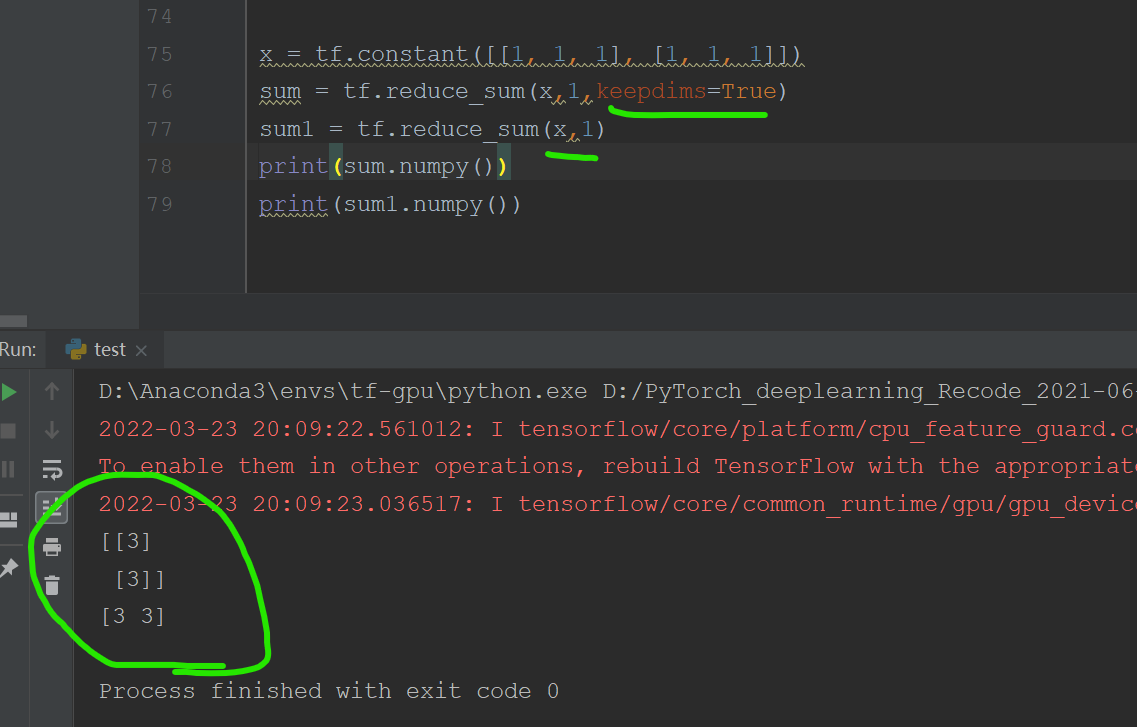 74
75 x = tf.constant([[1, 1, 1], [1, 1, 1]])
76 sum = tf.reduce_sum(x,1,keepdims=True)
77 sum1 = tf.reduce_sum(x,1)
78 print(sum.numpy())
79 print(sum1.numpy())
Run: test
D:\Anaconda3\envs\tf-gpu\python.exe D:/PyTorch_deeplearning_Recode_2021-06-
2022-03-23 20:09:22.561012: I tensorflow/core/platform/cpu_feature_guard.c
To enable them in other operations, rebuild TensorFlow with the appropriat
2022-03-23 20:09:23.036517: I tensorflow/core/common_runtime/gpu/gpu_devic
[[3]
 [3]]
[3 3]
Process finished with exit code 0